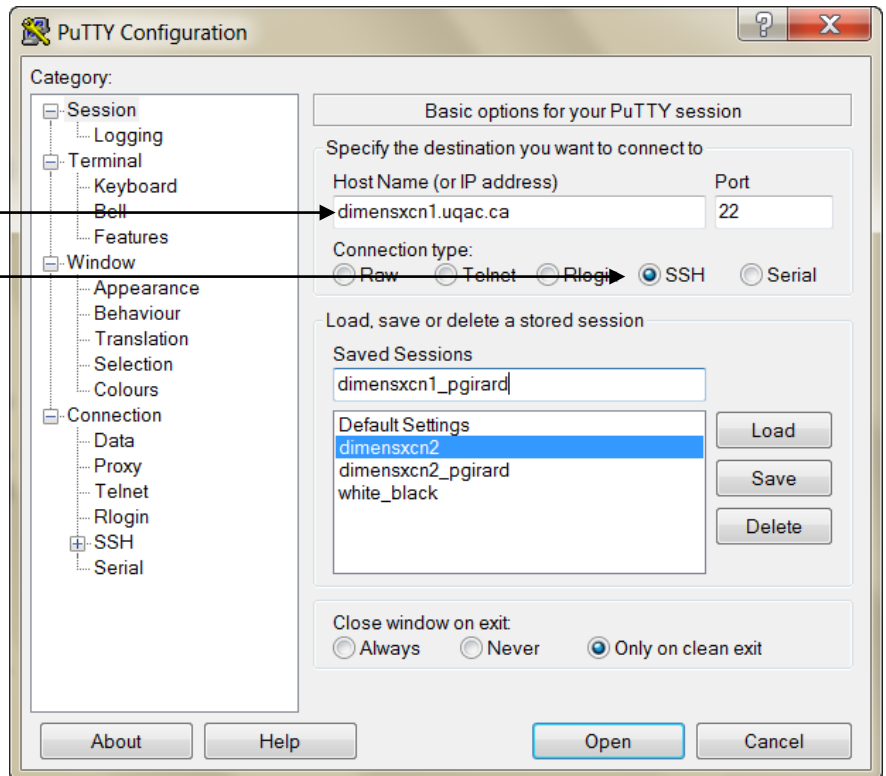 PuTTY Configuration
Category:
Session
Logging
Terminal
Keyboard
Bell
Features
Window
Appearance
Behaviour
Translation
Selection
Colours
Connection
Data
Proxy
Telnet
Rlogin
SSH
Serial
Basic options for your PuTTY session
Specify the destination you want to connect to
Host Name (or IP address) Port
dimensxcn1.uqac.ca 22
Connection type:
Raw Telnet Rlogin SSH Serial
Load, save or delete a stored session
Saved Sessions
dimensxcn1_pgirard
Default Settings
dimensxcn2
dimensxcn2_pgirard
white_black
Load
Save
Delete
Close window on exit:
Always Never Only on clean exit
About Help Open Cancel